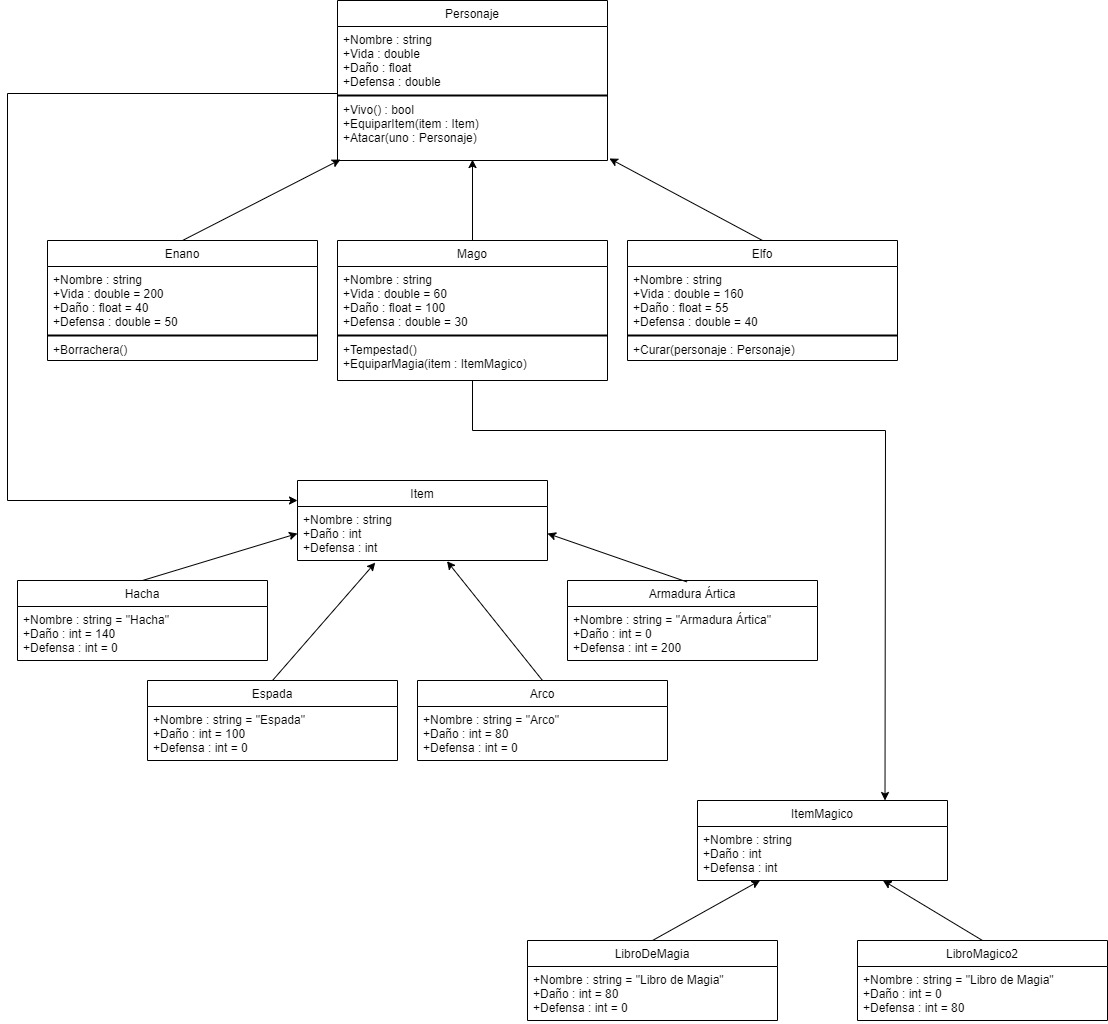 Personaje
+Nombre : string
+Vida : double
+Daño : float
+Defensa : double
+Vivo() : bool
+EquiparItem(item : Item)
+Atacar(uno : Personaje)
Enano
+Nombre : string
+Vida : double = 200
+Daño : float = 40
+Defensa : double = 50
+Borrachera()
Mago
+Nombre : string
+Vida : double = 60
+Daño : float = 100
+Defensa : double = 30
+Tempestad()
+EquiparMagia(item : ItemMagico)
Elfo
+Nombre : string
+Vida : double = 160
+Daño : float = 55
+Defensa : double = 40
+Curar(personaje : Personaje)
Item
+Nombre : string
+Daño : int
+Defensa : int
Hacha
+Nombre : string = "Hacha"
+Daño : int = 140
+Defensa : int = 0
Armadura Ártica
+Nombre : string = "Armadura Ártica"
+Daño : int = 0
+Defensa : int = 200
Espada
+Nombre : string = "Espada"
+Daño : int = 100
+Defensa : int = 0
Arco
+Nombre : string = "Arco"
+Daño : int = 80
+Defensa : int = 0
ItemMagico
+Nombre : string
+Daño : int
+Defensa : int
LibroDeMagia
+Nombre : string = "Libro de Magia"
+Daño : int = 80
+Defensa : int = 0
LibroMagico2
+Nombre : string = "Libro de Magia"
+Daño : int = 0
+Defensa : int = 80